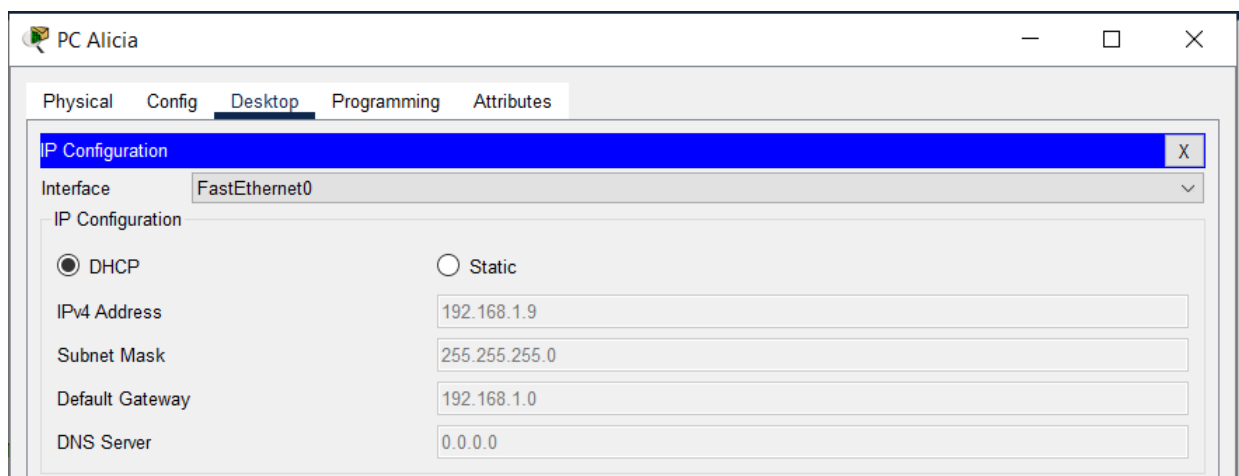 PC Alicia
Physical Config Desktop Programming Attributes
IP Configuration X
Interface FastEthernet0
IP Configuration
DHCP Static
IPv4 Address 192.168.1.9
Subnet Mask 255.255.255.0
Default Gateway 192.168.1.0
DNS Server 0.0.0.0